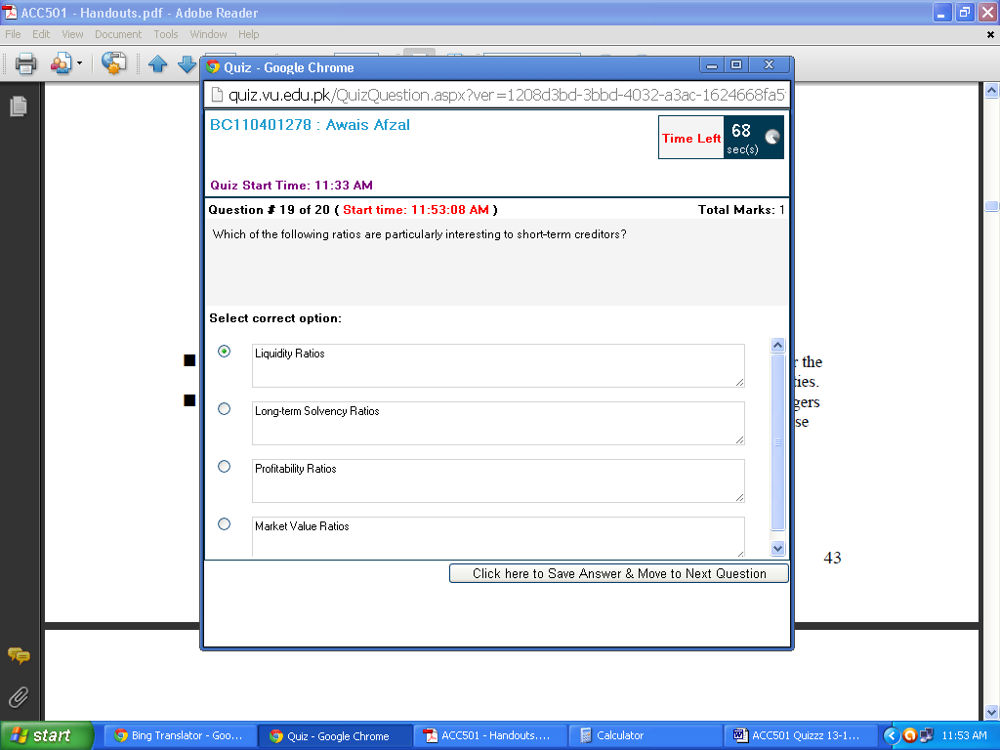 ACC501 - Handouts.pdf - Adobe Reader
File Edit View Document Tools Window Help
Quiz - Google Chrome
quiz.vu.edu.pk/QuizQuestion.aspx?ver=1208d3bd-3bbd-4032-a3ac-1624668fa5
BC110401278 : Awais Afzal
Time Left 68 sec(s)
Quiz Start Time: 11:33 AM
Question # 19 of 20 ( Start time: 11:53:08 AM ) Total Marks: 1
Which of the following ratios are particularly interesting to short-term creditors?
Select correct option:
Liquidity Ratios
Long-term Solvency Ratios
Profitability Ratios
Market Value Ratios
Click here to Save Answer & Move to Next Question
r the
ties.
gers
se
43
start Bing Translator - Goo... Quiz - Google Chrome ACC501 - Handouts.... Calculator ACC501 Quizzz 13-1... 11:53 AM